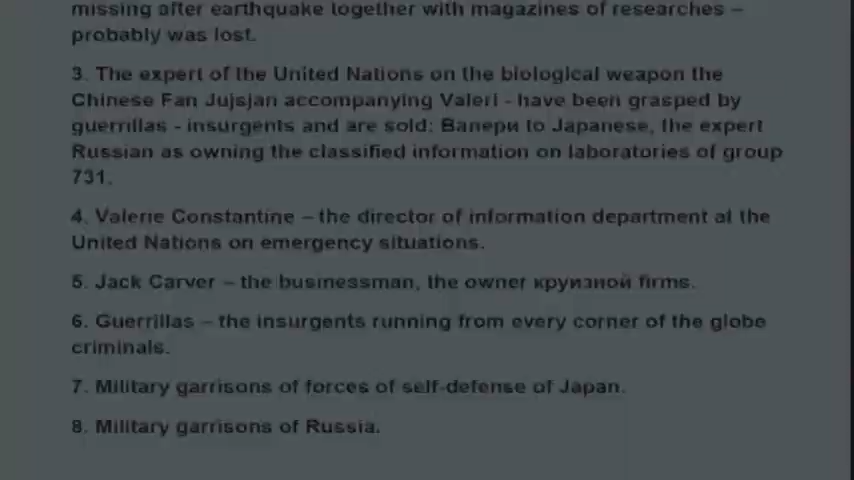 missing after earthquake together with magazines of researches –
probably was lost.
3. The expert of the United Nations on the biological weapon the
Chinese Fan Jujsjan accompanying Valeri - have been grasped by
guerrillas - insurgents and are sold: Валери to Japanese, the expert
Russian as owning the classified information on laboratories of group
731.
4. Valerie Constantine – the director of information department at the
United Nations on emergency situations.
5. Jack Carver – the businessman, the owner круизной firms.
6. Guerrillas – the insurgents running from every corner of the globe
criminals.
7. Military garrisons of forces of self-defense of Japan.
8. Military garrisons of Russia.